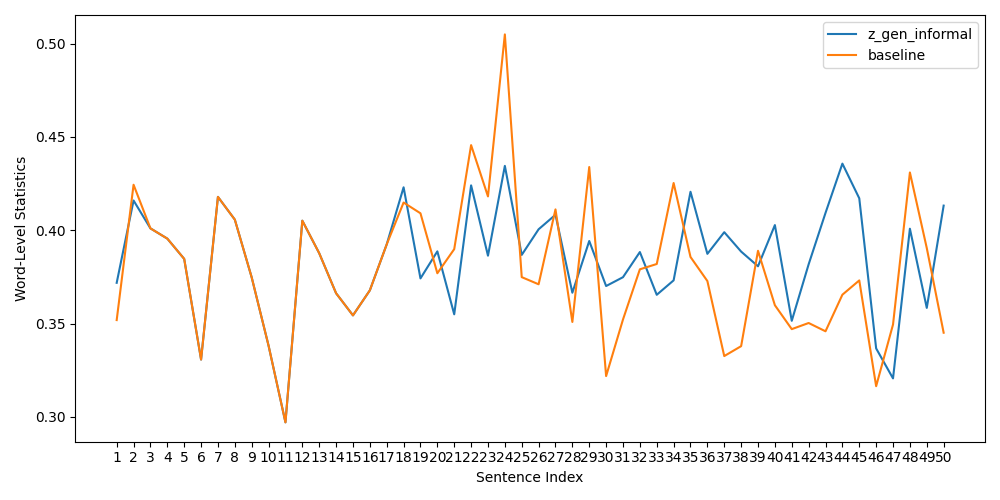 z_gen_informal
baseline
0.50
0.45
0.40
0.35
0.30
Word-Level Statistics
1 2 3 4 5 6 7 8 9 10 11 12 13 14 15 16 17 18 19 20 21 22 23 24 25 26 27 28 29 30 31 32 33 34 35 36 37 38 39 40 41 42 43 44 45 46 47 48 49 50
Sentence Index